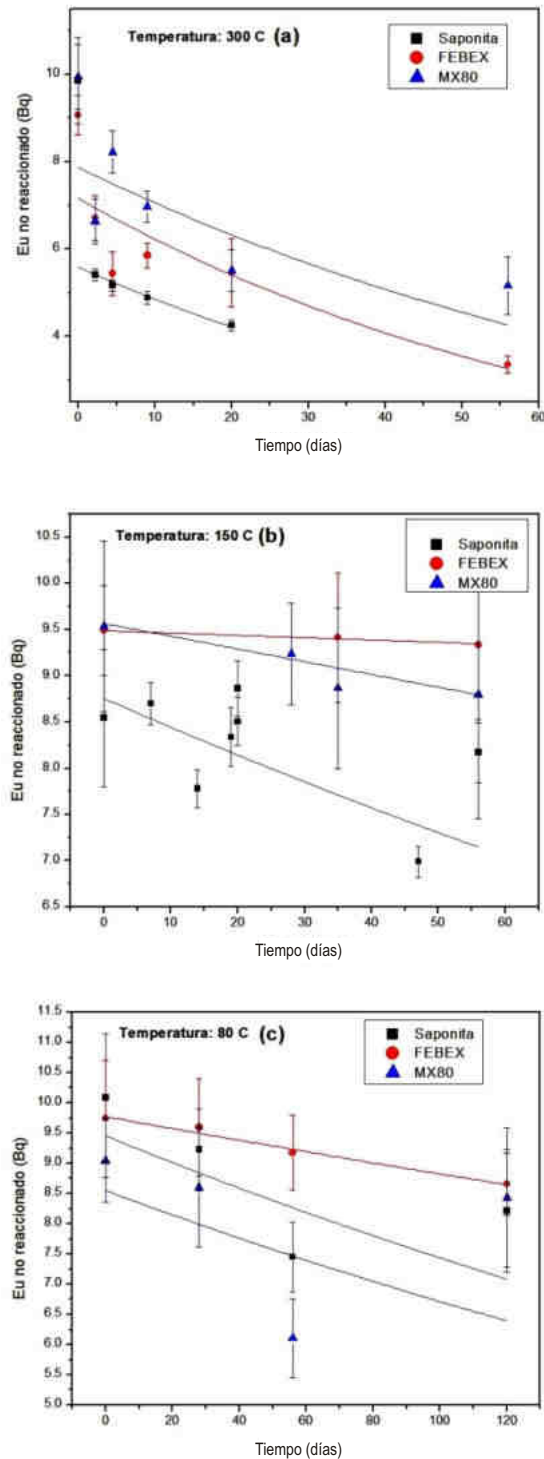 Temperatura: 300 C (a)
Saponita
FEBEX
MX80
Eu no reaccionado (Bq)
10
8
6
4
0 10 20 30 40 50 60
Tiempo (días)
Temperatura: 150 C (b)
Saponita
FEBEX
MX80
Eu no reaccionado (Bq)
10.5
10.0
9.5
9.0
8.5
8.0
7.5
7.0
6.5
0 10 20 30 40 50 60
Tiempo (días)
Temperatura: 80 C (c)
Saponita
FEBEX
MX80
Eu no reaccionado (Bq)
11.5
11.0
10.5
10.0
9.5
9.0
8.5
8.0
7.5
7.0
6.5
6.0
5.5
5.0
0 20 40 60 80 100 120
Tiempo (días)